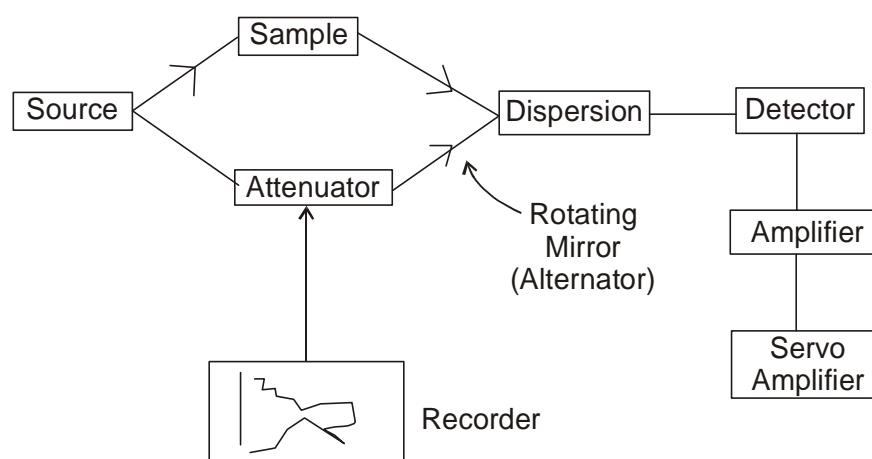 Sample
Source
Dispersion
Detector
Attenuator
Rotating
Mirror
(Alternator)
Amplifier
Servo
Amplifier
Recorder